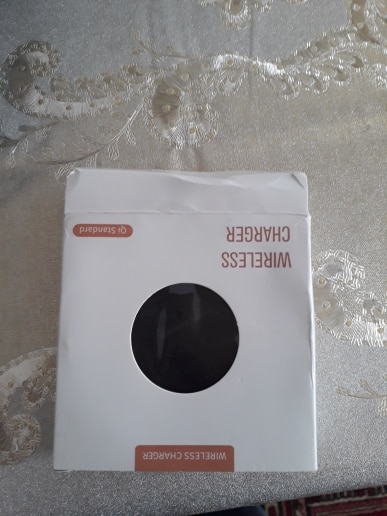 WIRELESS CHARGER
WIRELESS
CHARGER
Qi Standard